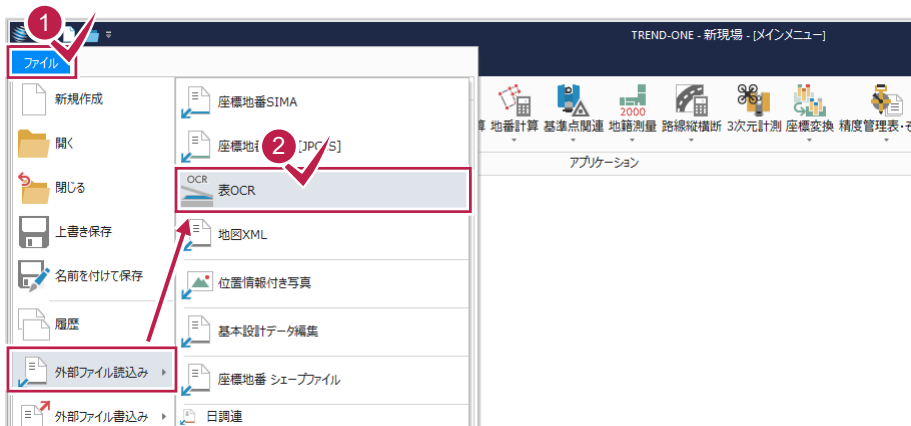 TREND-ONE - 新現場 - [メインメニュー]
1
ファイル
新規作成
開く
閉じる
上書き保存
名前を付けて保存
履歴
外部ファイル読込み
外部ファイル書込み
座標地番SIMA
座標地
S]
2
OCR
表OCR
地図XML
位置情報付き写真
基本設計データ編集
座標地番 シェープファイル
日調連
地番計算
基準点関連
2000
地籍測量
路線縦横断
3次元計測
座標変換
精度管理表・そ
アプリケーション